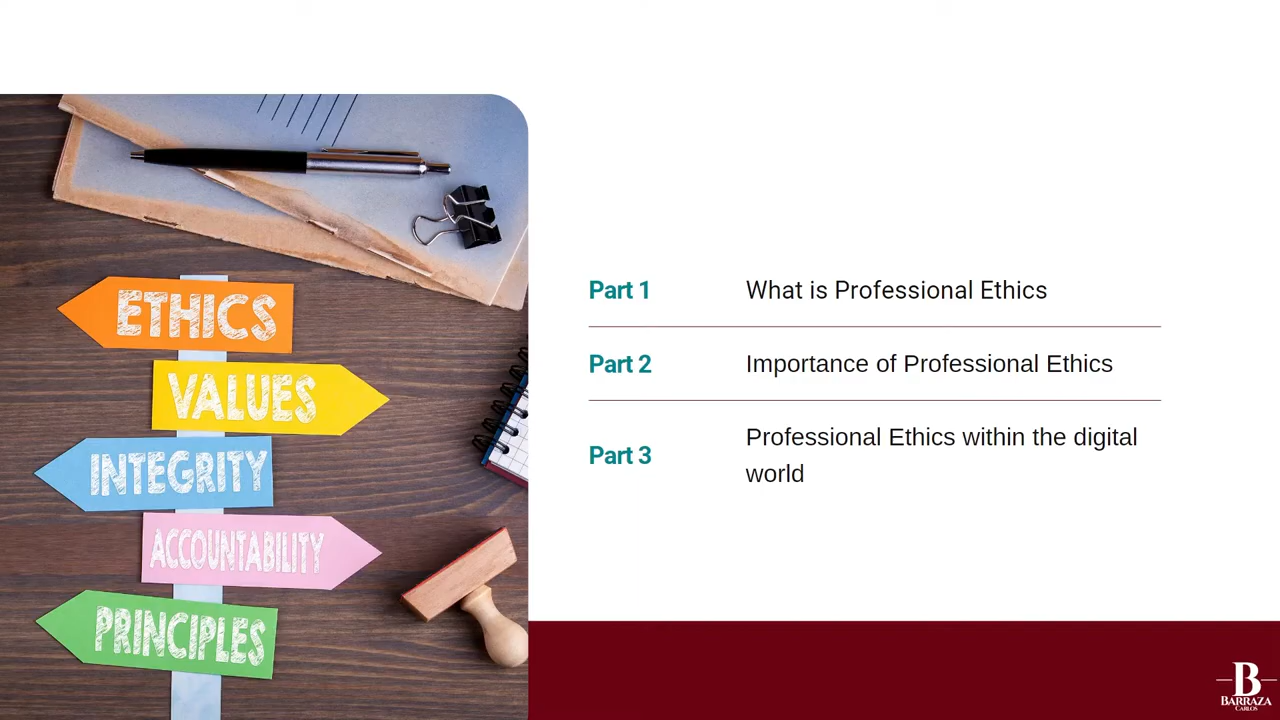 ETHICS
VALUES
INTEGRITY
ACCOUNTABILITY
PRINCIPLES
Part 1 What is Professional Ethics
Part 2 Importance of Professional Ethics
Part 3 Professional Ethics within the digital
world
B
BARRAZA
CARLOS